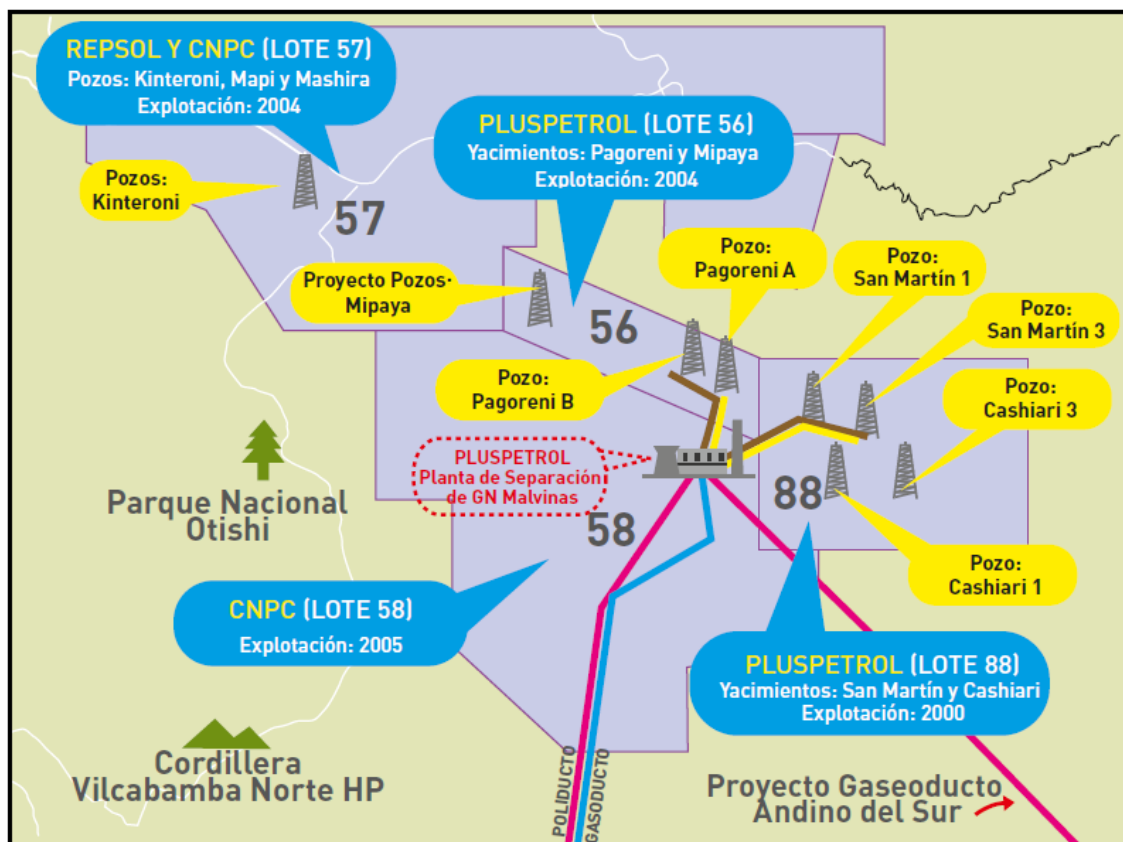 REPSOL Y CNPC (LOTE 57)
Pozos: Kinteroni, Mapi y Mashira
Explotación: 2004
PLUSPETROL (LOTE 56)
Yacimientos: Pagoreni y Mipaya
Explotación: 2004
Pozos:
Kinteroni
57
Pozo:
Pagoreni A
Pozo:
San Martín 1
Proyecto Pozos·
Mipaya
56
Pozo:
San Martín 3
Pozo:
Pagoreni B
Pozo:
Cashiari 3
PLUSPETROL
Planta de Separación
de GN Malvinas
88
Parque Nacional
Otishi
58
Pozo:
Cashiari 1
CNPC (LOTE 58)
Explotación: 2005
PLUSPETROL (LOTE 88)
Yacimientos: San Martín y Cashiari
Explotación: 2000
Cordillera
Vilcabamba Norte HP
POLIDUCTO
GASODUCTO
Proyecto Gaseoducto
Andino del Sur